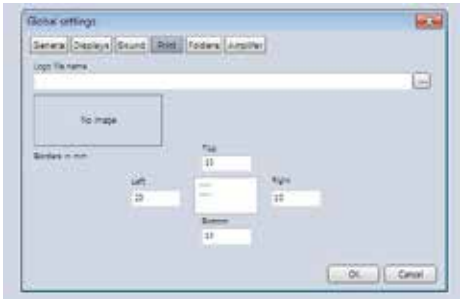 Global settings
General Displays Sound Print Folders Amplifier
Logo file name
...
No image
Borders in mm
Top
10
Left
Right
10
Bottom
10
OK Cancel